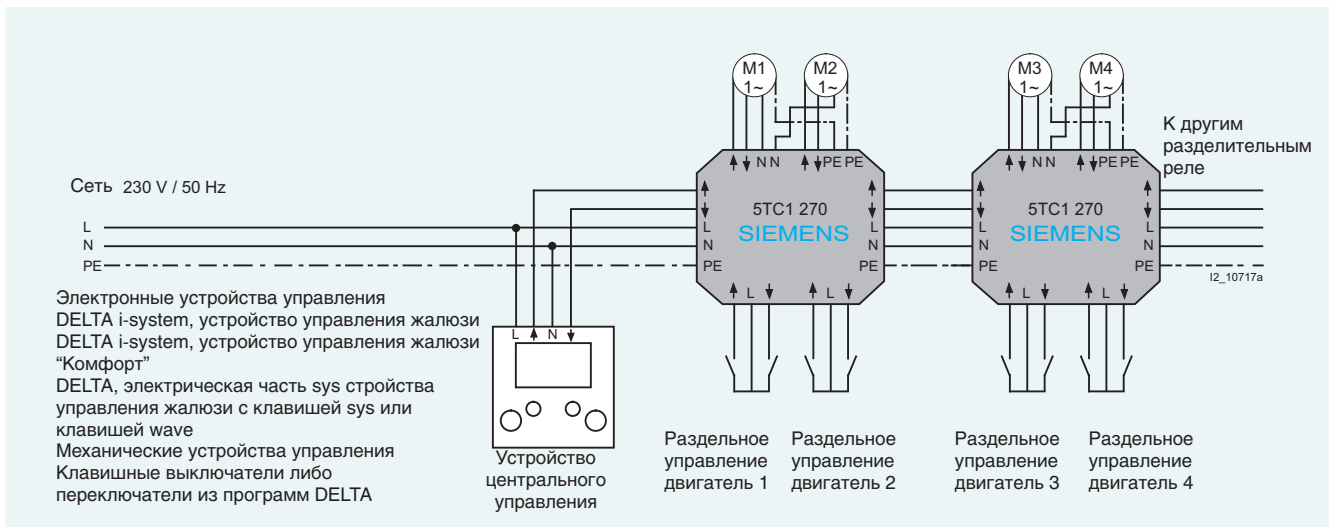 M1
1~
M2
1~
M3
1~
M4
1~
К другим
разделительным
реле
N N PE PE
N N PE PE
Сеть 230 V / 50 Hz
5TC1 270
SIEMENS
5TC1 270
SIEMENS
L
N
PE
L
N
PE
L
N
PE
L
N
PE
L
N
PE
I2_10717a
L L
L L
Электронные устройства управления
DELTA i-system, устройство управления жалюзи
DELTA i-system, устройство управления жалюзи
“Комфорт”
DELTA, электрическая часть sys стройства
управления жалюзи с клавишей sys или
клавишей wave
Механические устройства управления
Клавишные выключатели либо
переключатели из программ DELTA
L N
Устройство
центрального
управления
Раздельное
управление
двигатель 1
Раздельное
управление
двигатель 2
Раздельное
управление
двигатель 3
Раздельное
управление
двигатель 4